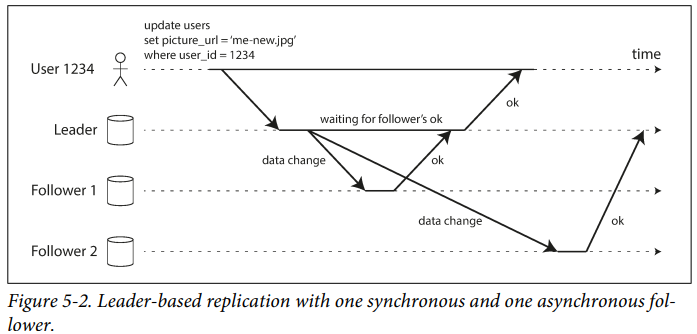 update users
set picture_url = 'me-new.jpg'
where user_id = 1234
time
User 1234
ok
waiting for follower's ok
Leader
data change
ok
Follower 1
data change
ok
Follower 2
Figure 5-2. Leader-based replication with one synchronous and one asynchronous fol-
lower.